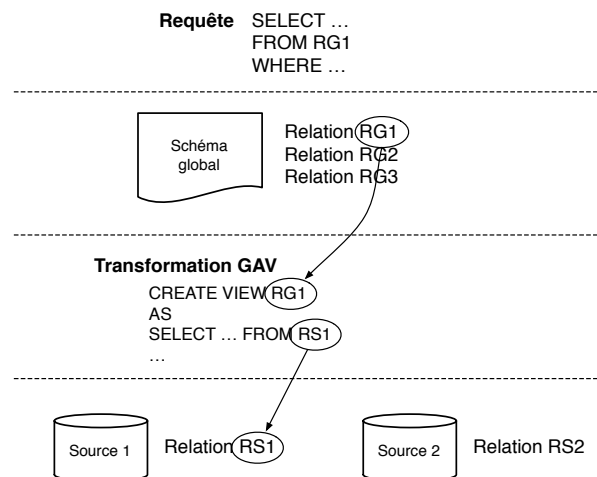 Requête SELECT …
FROM RG1
WHERE …
Schéma
global
Relation RG1
Relation RG2
Relation RG3
Transformation GAV
CREATE VIEW RG1
AS
SELECT … FROM RS1
…
Source 1
Relation RS1
Source 2
Relation RS2